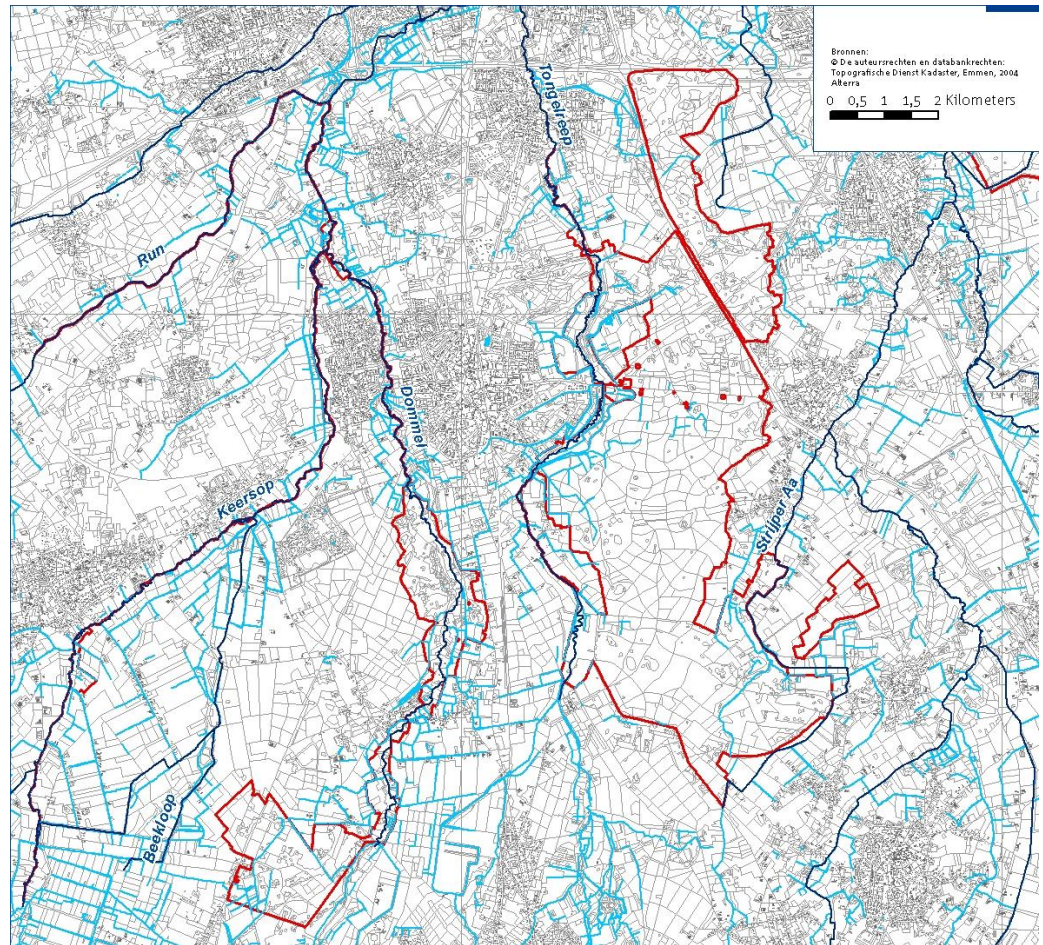 Bronnen:
© De auteursrechten en databankrechten:
Topografische Dienst Kadaster, Emmen, 2004
Alterra
0 0,5 1 1,5 2 Kilometers
Tongelreep
Run
Dommel
Keersop
Strijper Aa
Beekloop